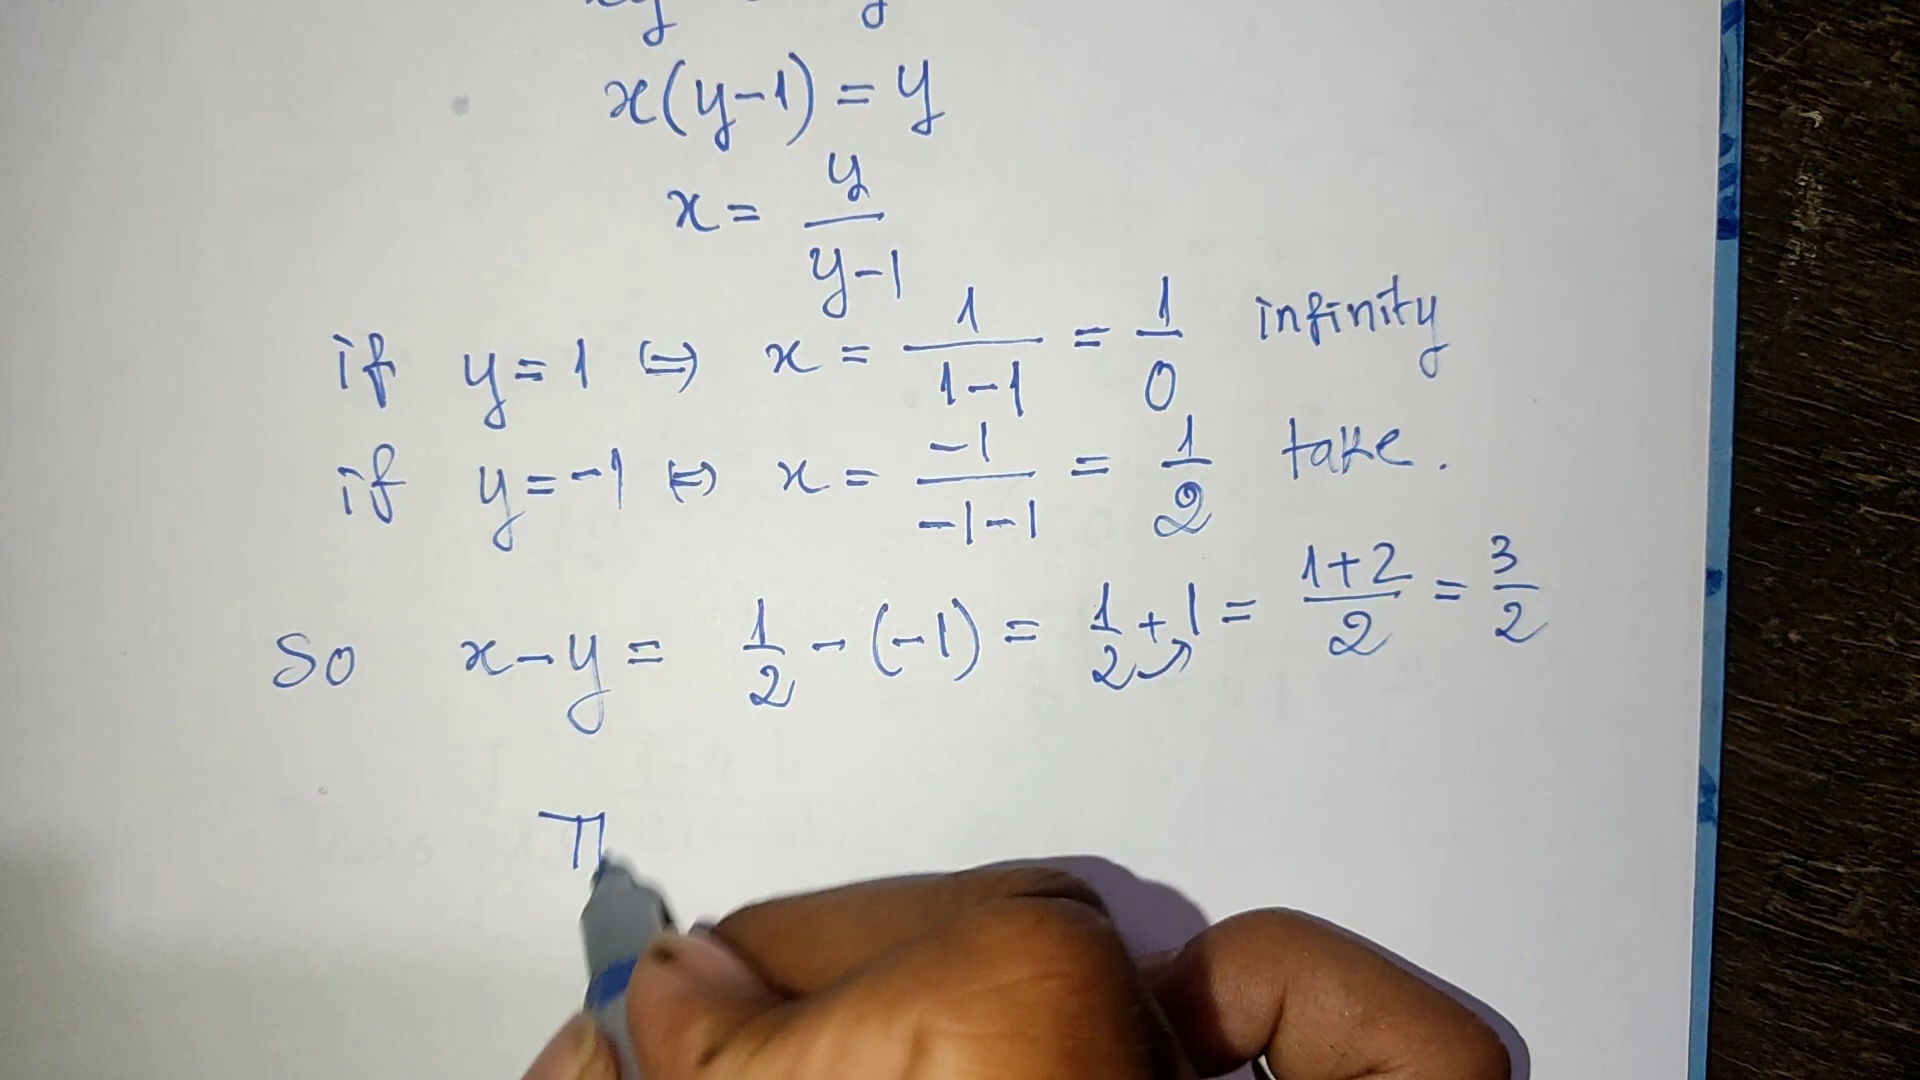 x(y-1) = y
x = y/(y-1)
if y=1 ⇔ x = 1/(1-1) = 1/0 infinity
if y=-1 ⇔ x = -1/(-1-1) = 1/2 take.
So x-y = 1/2 - (-1) = 1/2 + 1 = (1+2)/2 = 3/2